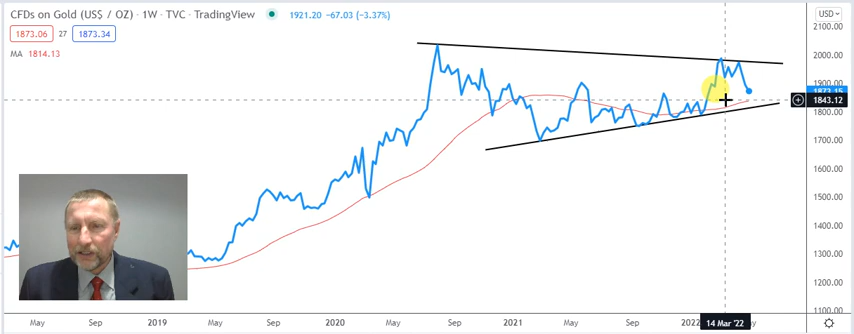 CFDs on Gold (US$ / OZ) · 1W · TVC · TradingView 1921.20 −67.03 (−3.37%)
USD
1873.06 27 1873.34
MA 1814.13
2100.00
2000.00
1900.00
1873.15
1843.12
1800.00
1700.00
1600.00
1500.00
1400.00
1300.00
1200.00
1100.00
May Sep 2019 May Sep 2020 May Sep 2021 May Sep 2022 14 Mar '22